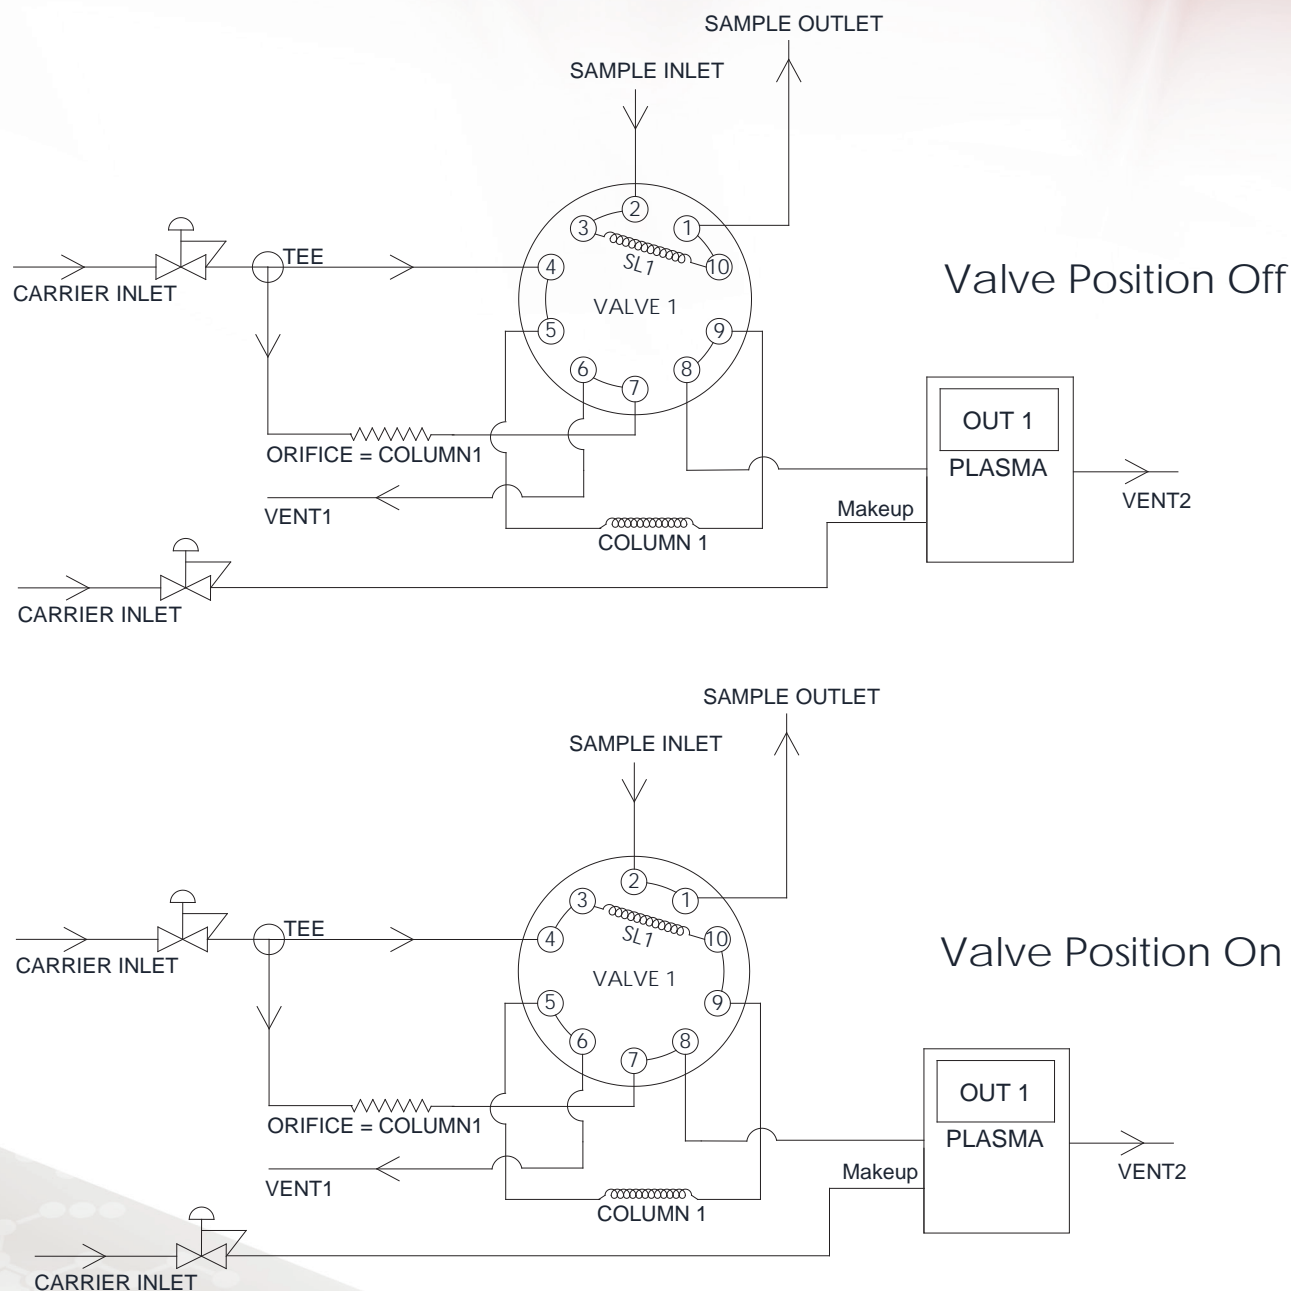 SAMPLE OUTLET
SAMPLE INLET
2
3
1
TEE
4
SL1
10
CARRIER INLET
Valve Position Off
VALVE 1
5
9
6
8
7
OUT 1
ORIFICE = COLUMN1
PLASMA
VENT1
Makeup
VENT2
COLUMN 1
CARRIER INLET
SAMPLE OUTLET
SAMPLE INLET
2
3
1
TEE
4
SL1
10
CARRIER INLET
Valve Position On
VALVE 1
5
9
6
8
7
OUT 1
ORIFICE = COLUMN1
PLASMA
VENT1
Makeup
VENT2
COLUMN 1
CARRIER INLET